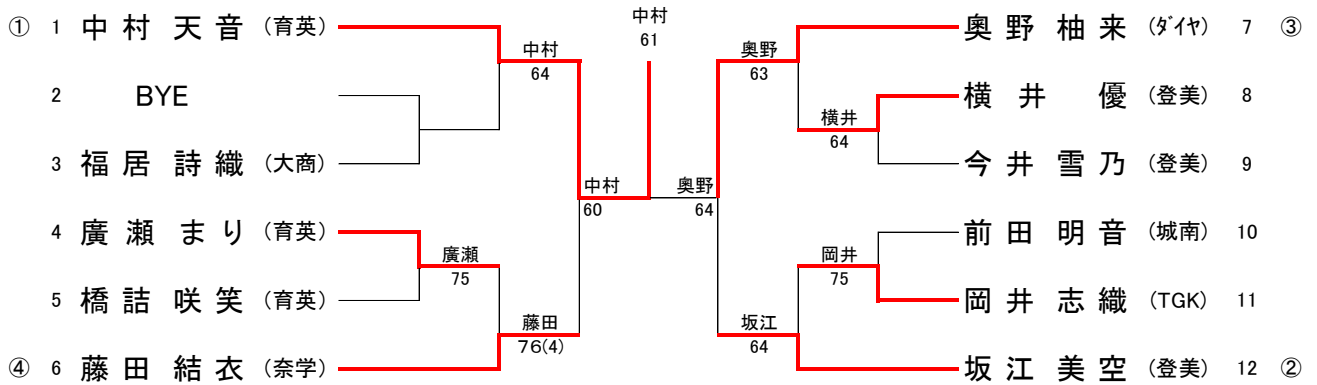 ① 1 中村 天音 (育英)
2 BYE
3 福居 詩織 (大商)
4 廣瀬 まり (育英)
5 橋詰 咲笑 (育英)
④ 6 藤田 結衣 (奈学)
中村
64
廣瀬
75
藤田
76(4)
中村
60
中村
61
奥野
64
奥野
63
横井
64
岡井
75
坂江
64
奥野 柚来 (ダイヤ) 7 ③
横井 優 (登美) 8
今井 雪乃 (登美) 9
前田 明音 (城南) 10
岡井 志織 (TGK) 11
坂江 美空 (登美) 12 ②